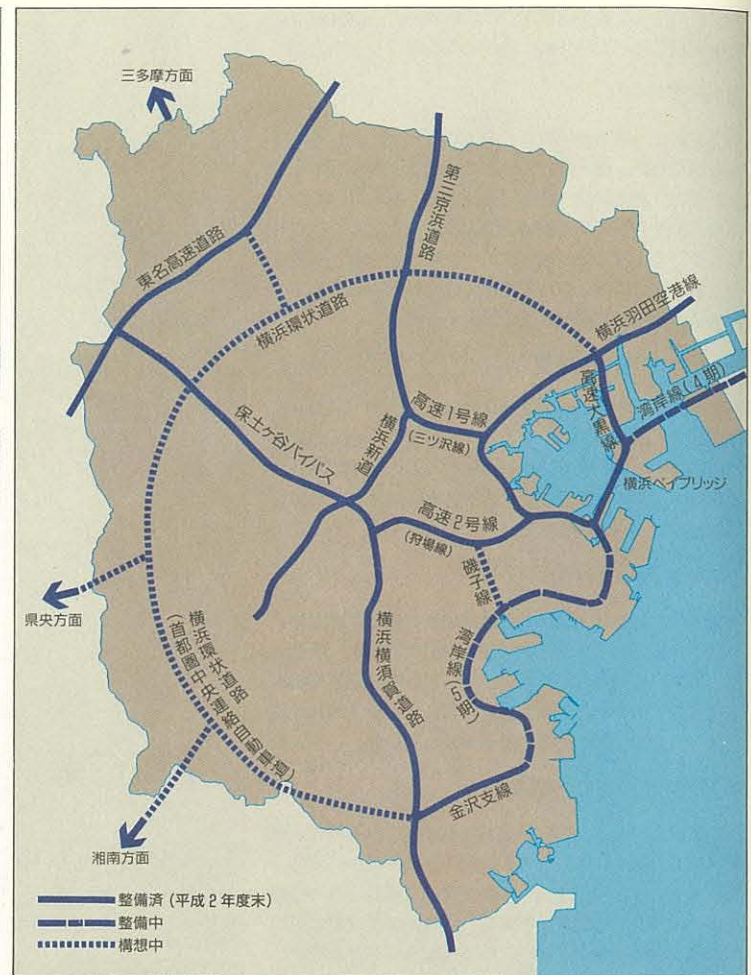 三多摩方面
第三京浜道路
東名高速道路
横浜環状道路
横浜羽田空港線
高速大黒線
湾岸線(4期)
高速1号線
(三ツ沢線)
横浜新道
保土ヶ谷バイパス
横浜ベイブリッジ
高速2号線
(狩場線)
磯子線
県央方面
横浜環状道路
(首都圏中央連絡自動車道)
横浜横須賀道路
湾岸線(5期)
金沢支線
湘南方面
整備済 (平成2年度末)
整備中
構想中